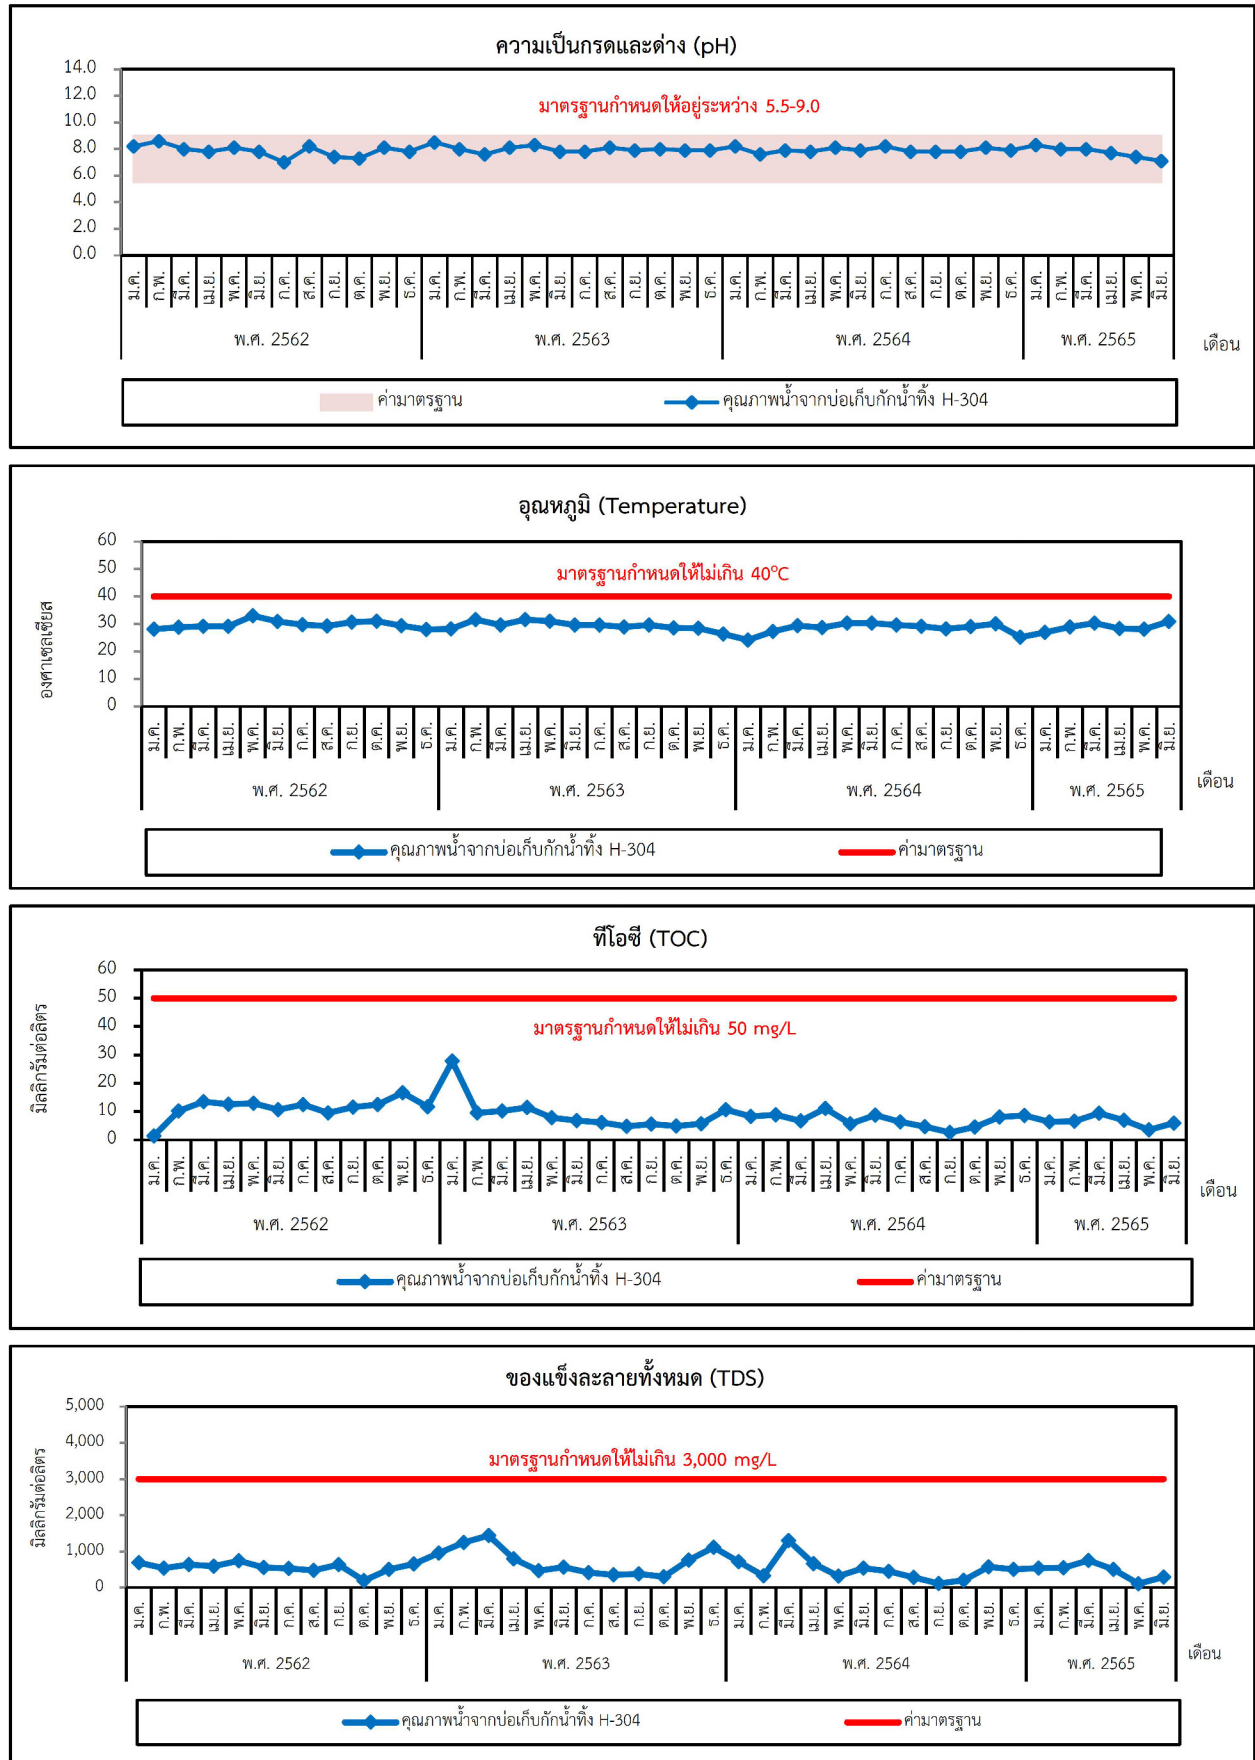 ความเป็นกรดและด่าง (pH)
มาตรฐานกำหนดให้อยู่ระหว่าง 5.5-9.0
14.0
12.0
10.0
8.0
6.0
4.0
2.0
0.0
ม.ค. ก.พ. มี.ค. เม.ย. พ.ค. มิ.ย. ก.ค. ส.ค. ก.ย. ต.ค. พ.ย. ธ.ค. ม.ค. ก.พ. มี.ค. เม.ย. พ.ค. มิ.ย. ก.ค. ส.ค. ก.ย. ต.ค. พ.ย. ธ.ค. ม.ค. ก.พ. มี.ค. เม.ย. พ.ค. มิ.ย. ก.ค. ส.ค. ก.ย. ต.ค. พ.ย. ธ.ค. ม.ค. ก.พ. มี.ค. เม.ย. พ.ค. มิ.ย.
พ.ศ. 2562 พ.ศ. 2563 พ.ศ. 2564 พ.ศ. 2565 เดือน
ค่ามาตรฐาน คุณภาพน้ำจากบ่อเก็บกักน้ำทิ้ง H-304
อุณหภูมิ (Temperature)
มาตรฐานกำหนดให้ไม่เกิน 40°C
องศาเซลเซียส
60
50
40
30
20
10
0
ม.ค. ก.พ. มี.ค. เม.ย. พ.ค. มิ.ย. ก.ค. ส.ค. ก.ย. ต.ค. พ.ย. ธ.ค. ม.ค. ก.พ. มี.ค. เม.ย. พ.ค. มิ.ย. ก.ค. ส.ค. ก.ย. ต.ค. พ.ย. ธ.ค. ม.ค. ก.พ. มี.ค. เม.ย. พ.ค. มิ.ย. ก.ค. ส.ค. ก.ย. ต.ค. พ.ย. ธ.ค. ม.ค. ก.พ. มี.ค. เม.ย. พ.ค. มิ.ย.
พ.ศ. 2562 พ.ศ. 2563 พ.ศ. 2564 พ.ศ. 2565 เดือน
คุณภาพน้ำจากบ่อเก็บกักน้ำทิ้ง H-304 ค่ามาตรฐาน
ทีโอซี (TOC)
มาตรฐานกำหนดให้ไม่เกิน 50 mg/L
มิลลิกรัมต่อลิตร
60
50
40
30
20
10
0
ม.ค. ก.พ. มี.ค. เม.ย. พ.ค. มิ.ย. ก.ค. ส.ค. ก.ย. ต.ค. พ.ย. ธ.ค. ม.ค. ก.พ. มี.ค. เม.ย. พ.ค. มิ.ย. ก.ค. ส.ค. ก.ย. ต.ค. พ.ย. ธ.ค. ม.ค. ก.พ. มี.ค. เม.ย. พ.ค. มิ.ย. ก.ค. ส.ค. ก.ย. ต.ค. พ.ย. ธ.ค. ม.ค. ก.พ. มี.ค. เม.ย. พ.ค. มิ.ย.
พ.ศ. 2562 พ.ศ. 2563 พ.ศ. 2564 พ.ศ. 2565 เดือน
คุณภาพน้ำจากบ่อเก็บกักน้ำทิ้ง H-304 ค่ามาตรฐาน
ของแข็งละลายทั้งหมด (TDS)
มาตรฐานกำหนดให้ไม่เกิน 3,000 mg/L
มิลลิกรัมต่อลิตร
5,000
4,000
3,000
2,000
1,000
0
ม.ค. ก.พ. มี.ค. เม.ย. พ.ค. มิ.ย. ก.ค. ส.ค. ก.ย. ต.ค. พ.ย. ธ.ค. ม.ค. ก.พ. มี.ค. เม.ย. พ.ค. มิ.ย. ก.ค. ส.ค. ก.ย. ต.ค. พ.ย. ธ.ค. ม.ค. ก.พ. มี.ค. เม.ย. พ.ค. มิ.ย. ก.ค. ส.ค. ก.ย. ต.ค. พ.ย. ธ.ค. ม.ค. ก.พ. มี.ค. เม.ย. พ.ค. มิ.ย.
พ.ศ. 2562 พ.ศ. 2563 พ.ศ. 2564 พ.ศ. 2565 เดือน
คุณภาพน้ำจากบ่อเก็บกักน้ำทิ้ง H-304 ค่ามาตรฐาน